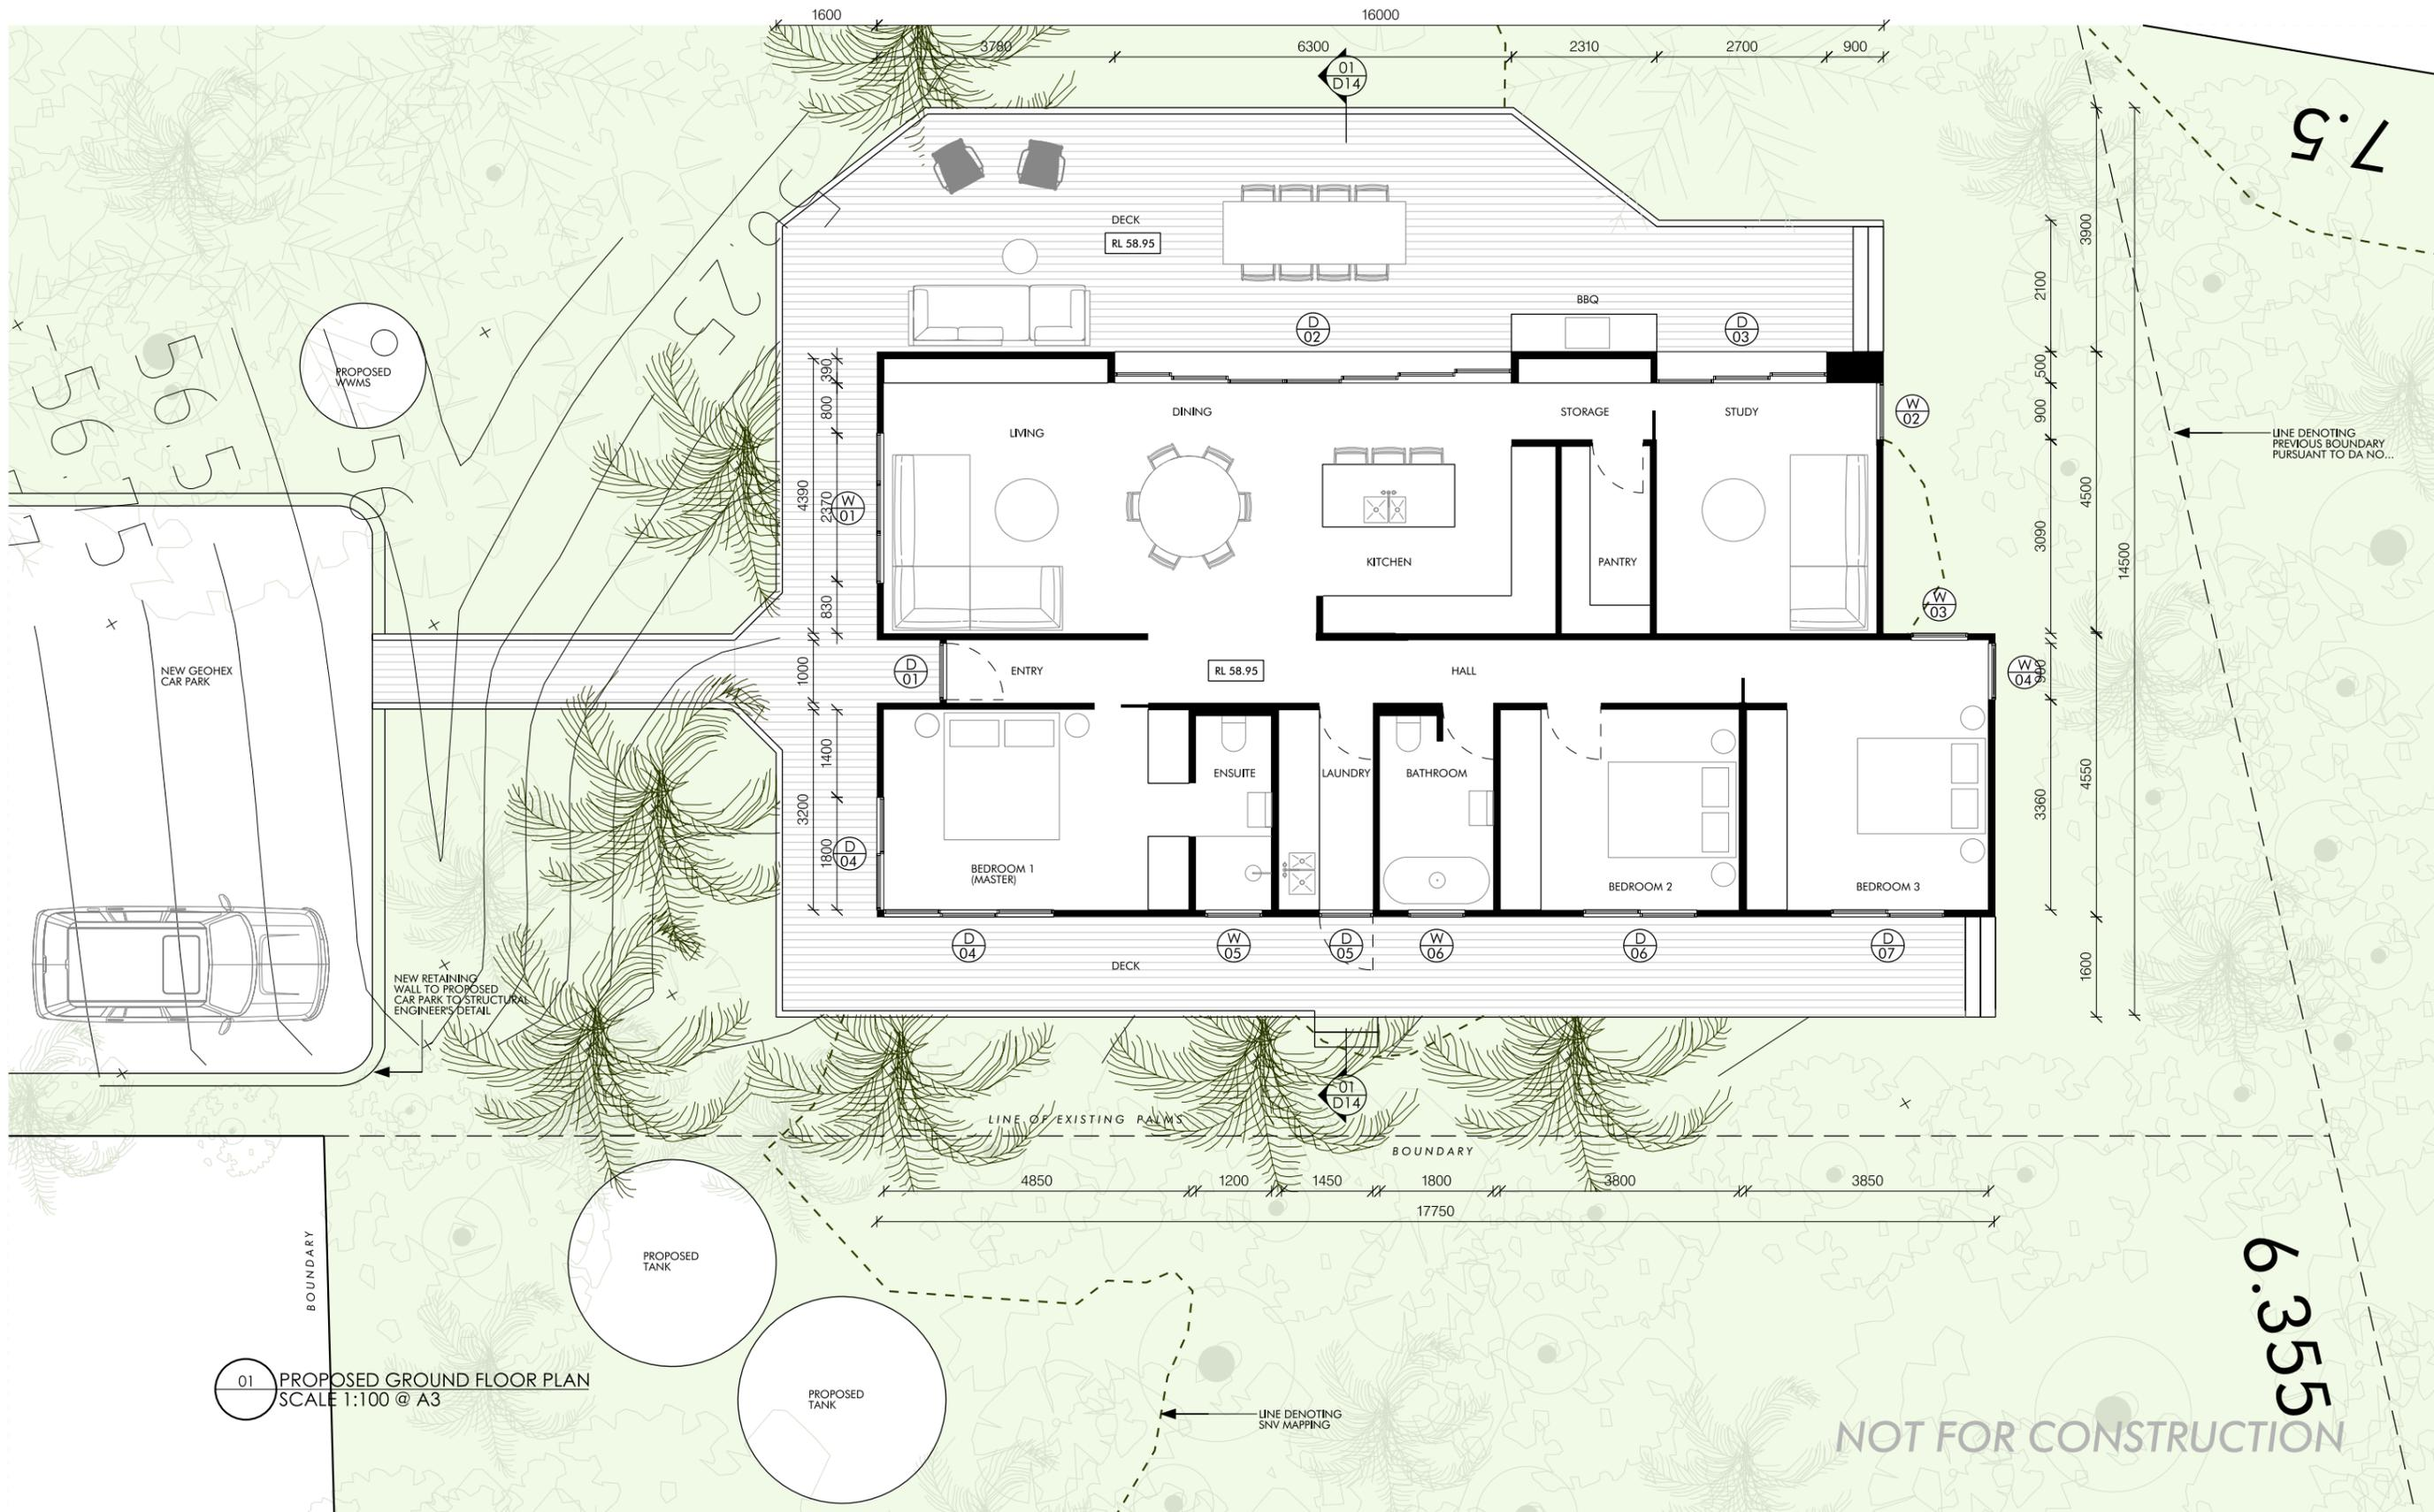 1600
16000
3780
6300
2310
2700
900
01
D14
7.5
DECK
RL 58.95
BBQ
D
02
D
03
3900
2100
14500
500
900
4500
3090
390
800
4390
2370
830
1000
1400
3200
1800
W
01
PROPOSED
WWMS
LIVING
DINING
STORAGE
STUDY
W
02
LINE DENOTING
PREVIOUS BOUNDARY
PURSUANT TO DA NO...
KITCHEN
PANTRY
W
03
NEW GEOHEX
CAR PARK
D
01
ENTRY
RL 58.95
HALL
W
04
900
ENSUITE
LAUNDRY
BATHROOM
3360
4550
D
04
BEDROOM 1
(MASTER)
BEDROOM 2
BEDROOM 3
D
04
W
05
D
05
W
06
D
06
D
07
DECK
1600
NEW RETAINING
WALL TO PROPOSED
CAR PARK TO STRUCTURAL
ENGINEER'S DETAIL
01
D14
LINE OF EXISTING PALMS
BOUNDARY
4850
1200
1450
1800
3800
3850
17750
BOUNDARY
PROPOSED
TANK
PROPOSED
TANK
6.355
01
PROPOSED GROUND FLOOR PLAN
SCALE 1:100 @ A3
LINE DENOTING
SNV MAPPING
NOT FOR CONSTRUCTION